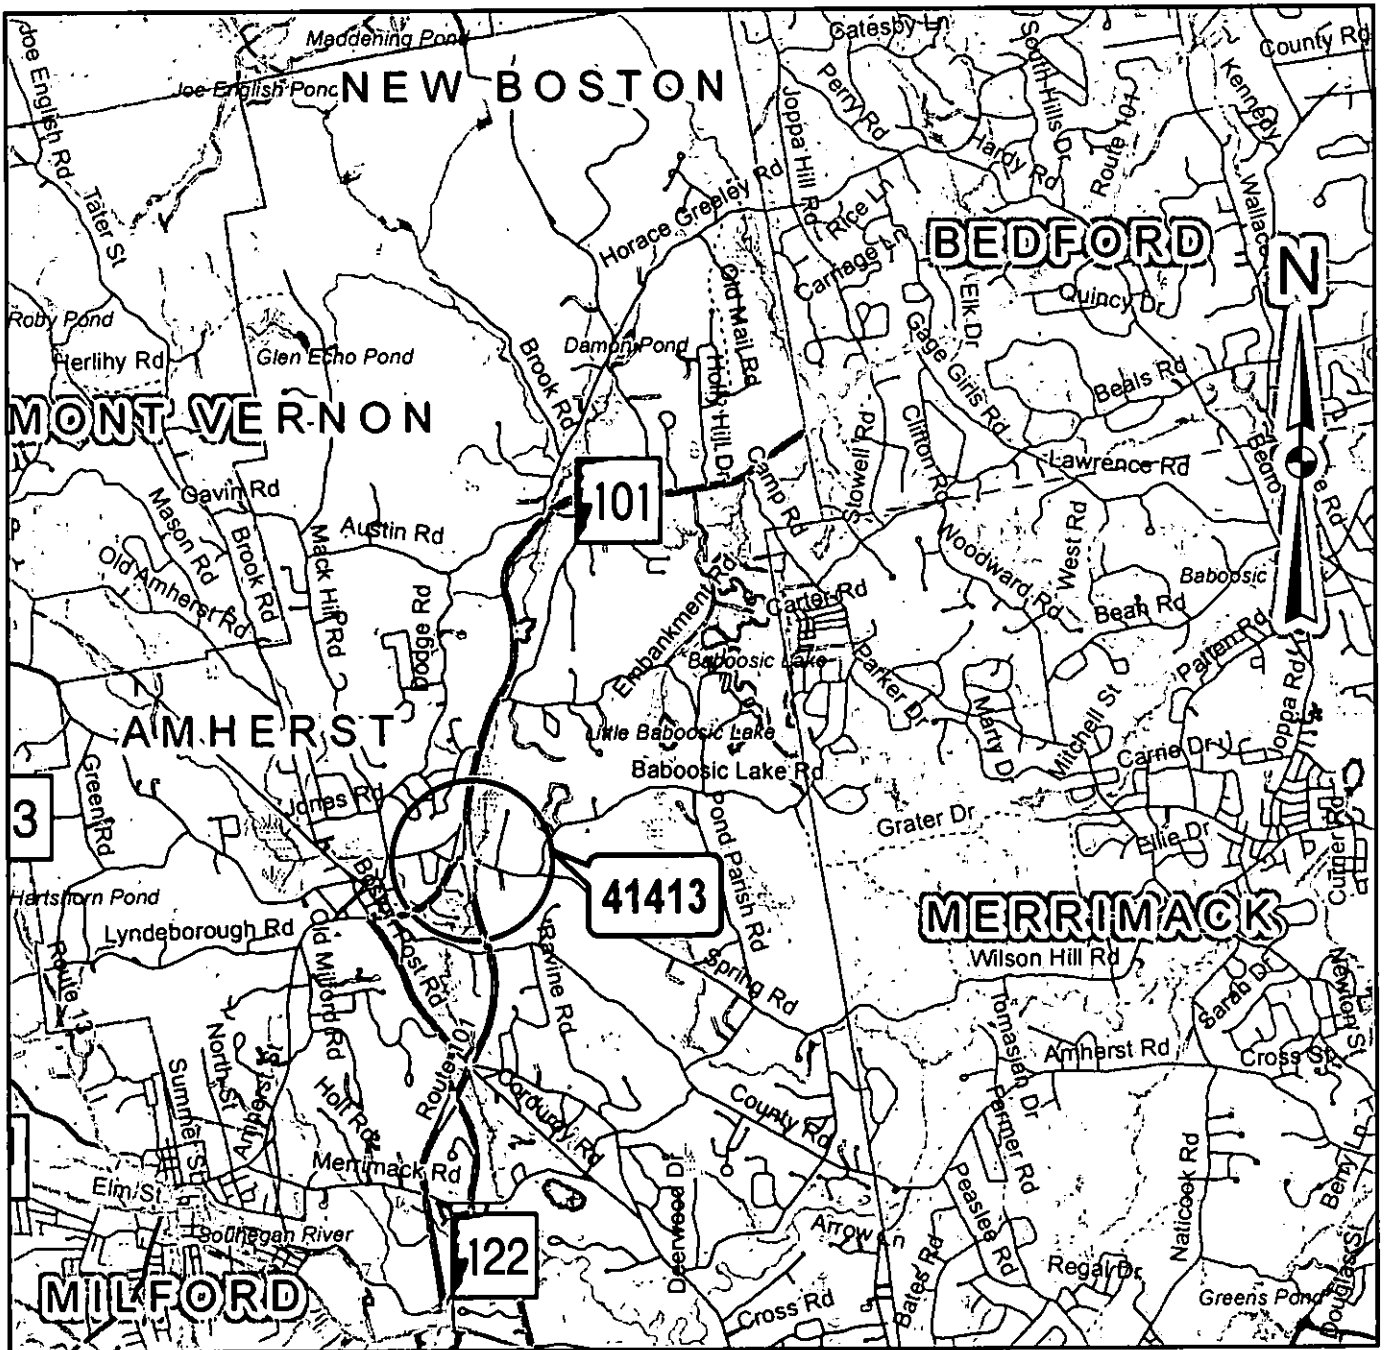 Maddening Pond
Gatesby Ln
South Hills Dr
County Rd
Joe English Rd
Joe English Pond
NEW BOSTON
Perry Rd
Joppa Hill Rd
Route 101
Kennedy
Hardy Rd
Tater St
Horace Greeley Rd
Rice Ln
Wallace
BEDFORD
Carriage Ln
N
Old Mail Rd
Elk Dr
Quincy Dr
Roby Pond
Herlihy Rd
Glen Echo Pond
Brook Rd
Damon Pond
Holly Hill Dr
Gage Girls Rd
Beals Rd
MONT VERNON
Stowell Rd
Clifton Rd
Lawrence Rd
Camp Rd
101
Gavin Rd
Mason Rd
Austin Rd
Brook Rd
Mack Hill Rd
Old Amherst Rd
Dodge Rd
Woodward Rd
West Rd
Baboosic
Embankment Rd
Carter Rd
Bean Rd
Patten Rd
Baboosic Lake
Parker Dr
AMHERST
Little Baboosic Lake
Marty Dr
Mitchell St
Joppa Rd
Carrie Dr
Baboosic Lake Rd
Green Rd
Jones Rd
3
Pond Parish Rd
Grater Dr
Ellie Dr
41413
Hartshorn Pond
Boston Post Rd
Lyndeborough Rd
MERRIMACK
Old Milford Rd
Wilson Hill Rd
Route 13
Ravine Rd
Spring Rd
Sarah Dr
Tomasian Dr
Amherst Rd
Cross St
Newton St
North St
Summer St
Amherst St
Holt Rd
Route 101
Corduroy Rd
County Rd
Farmer Rd
Merrimack Rd
Elm St
Peaslee Rd
Naticook Rd
Berry Ln
Souhegan River
122
Deerwood Dr
Arrow Ln
Bates Rd
Regal Dr
MILFORD
Cross Rd
Greens Pond
Douglas St